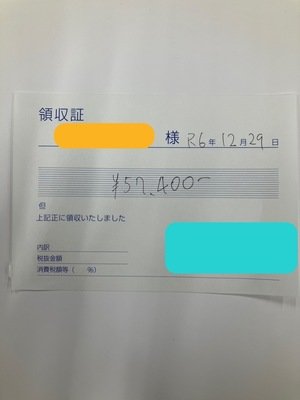 領収証
様 R6年12月29日
¥57,400-
但
上記正に領収いたしました
内訳
税抜金額
消費税額等( %)